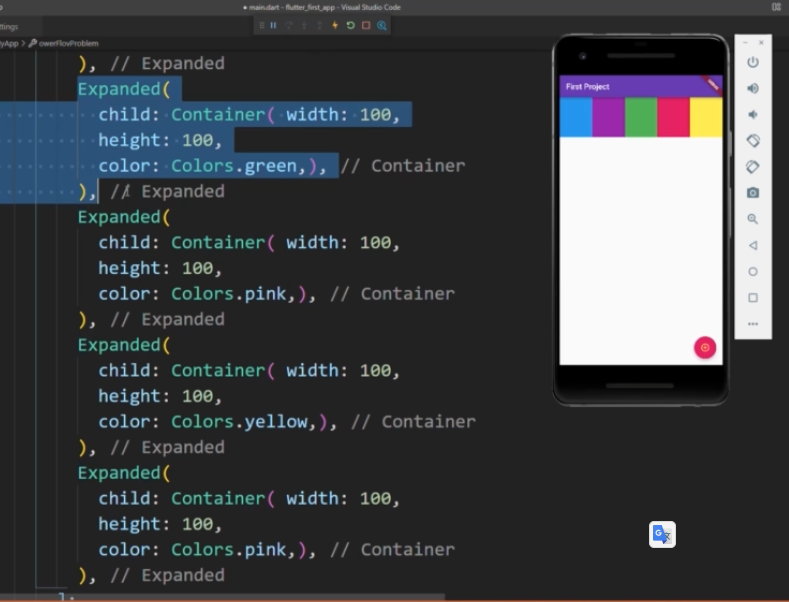 ● main.dart - flutter_first_app - Visual Studio Code
ttings
yApp > owerFlovProblem
), // Expanded
Expanded(
child: Container( width: 100,
height: 100,
color: Colors.green,), // Container
), // Expanded
Expanded(
child: Container( width: 100,
height: 100,
color: Colors.pink,), // Container
), // Expanded
Expanded(
child: Container( width: 100,
height: 100,
color: Colors.yellow,), // Container
), // Expanded
Expanded(
child: Container( width: 100,
height: 100,
color: Colors.pink,), // Container
), // Expanded
First Project